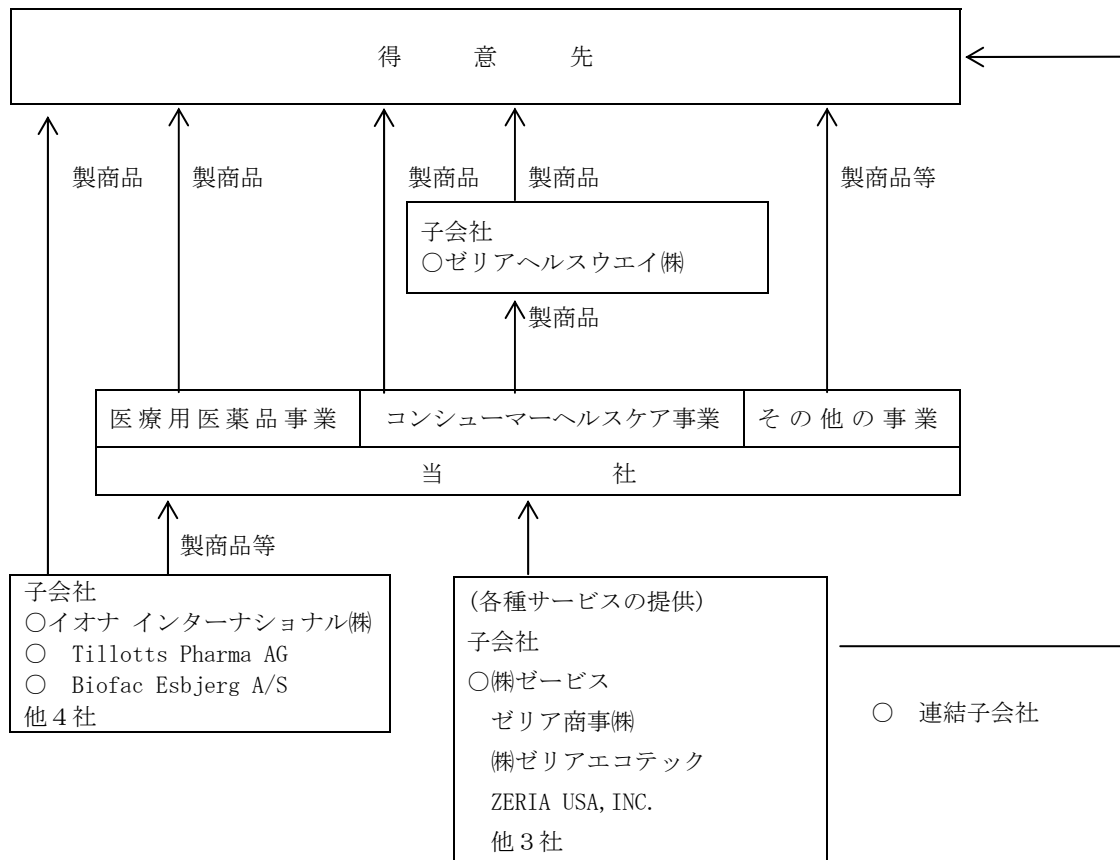 得　　意　　先
製商品
製商品
製商品
製商品
製商品等
子会社
○ゼリアヘルスウエイ㈱
製商品
医療用医薬品事業
コンシューマーヘルスケア事業
その他の事業
当　　　　　社
製商品等
子会社
○イオナ インターナショナル㈱
○　Tillotts Pharma AG
○　Biofac Esbjerg A/S
他４社
(各種サービスの提供)
子会社
○㈱ゼービス
ゼリア商事㈱
㈱ゼリアエコテック
ZERIA USA,INC.
他３社
○　連結子会社